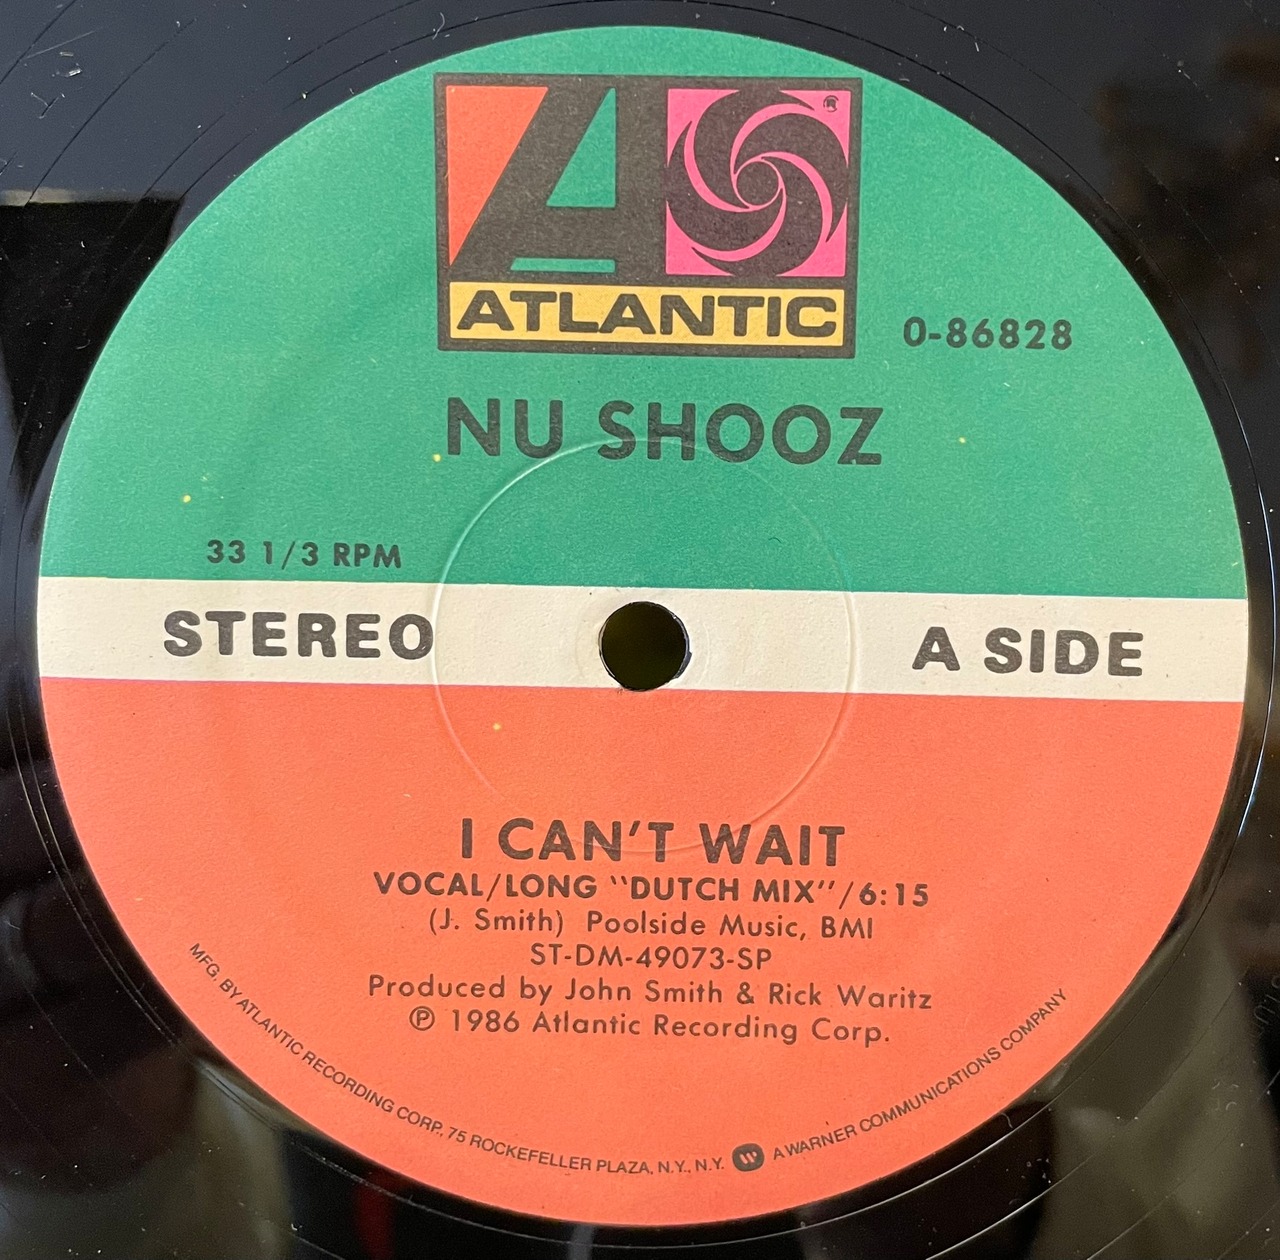 A
®
ATLANTIC
0-86828
NU SHOOZ
33 1/3 RPM
STEREO
A SIDE
I CAN'T WAIT
VOCAL/LONG "DUTCH MIX"/6:15
(J. Smith) Poolside Music, BMI
ST-DM-49073-SP
Produced by John Smith & Rick Waritz
℗ 1986 Atlantic Recording Corp.
MFG. BY ATLANTIC RECORDING CORP., 75 ROCKEFELLER PLAZA, N.Y., N.Y. W A WARNER COMMUNICATIONS COMPANY